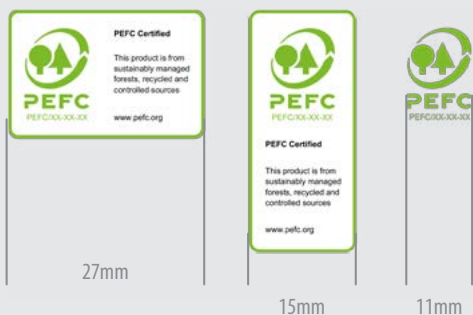 PEFC Certified
This product is from
sustainably managed
forests, recycled and
controlled sources
www.pefc.org
PEFC
PEFC/XX-XX-XX
27mm
PEFC
PEFC/XX-XX-XX
PEFC Certified
This product is from
sustainably managed
forests, recycled and
controlled sources
www.pefc.org
15mm
PEFC
PEFC/XX-XX-XX
11mm